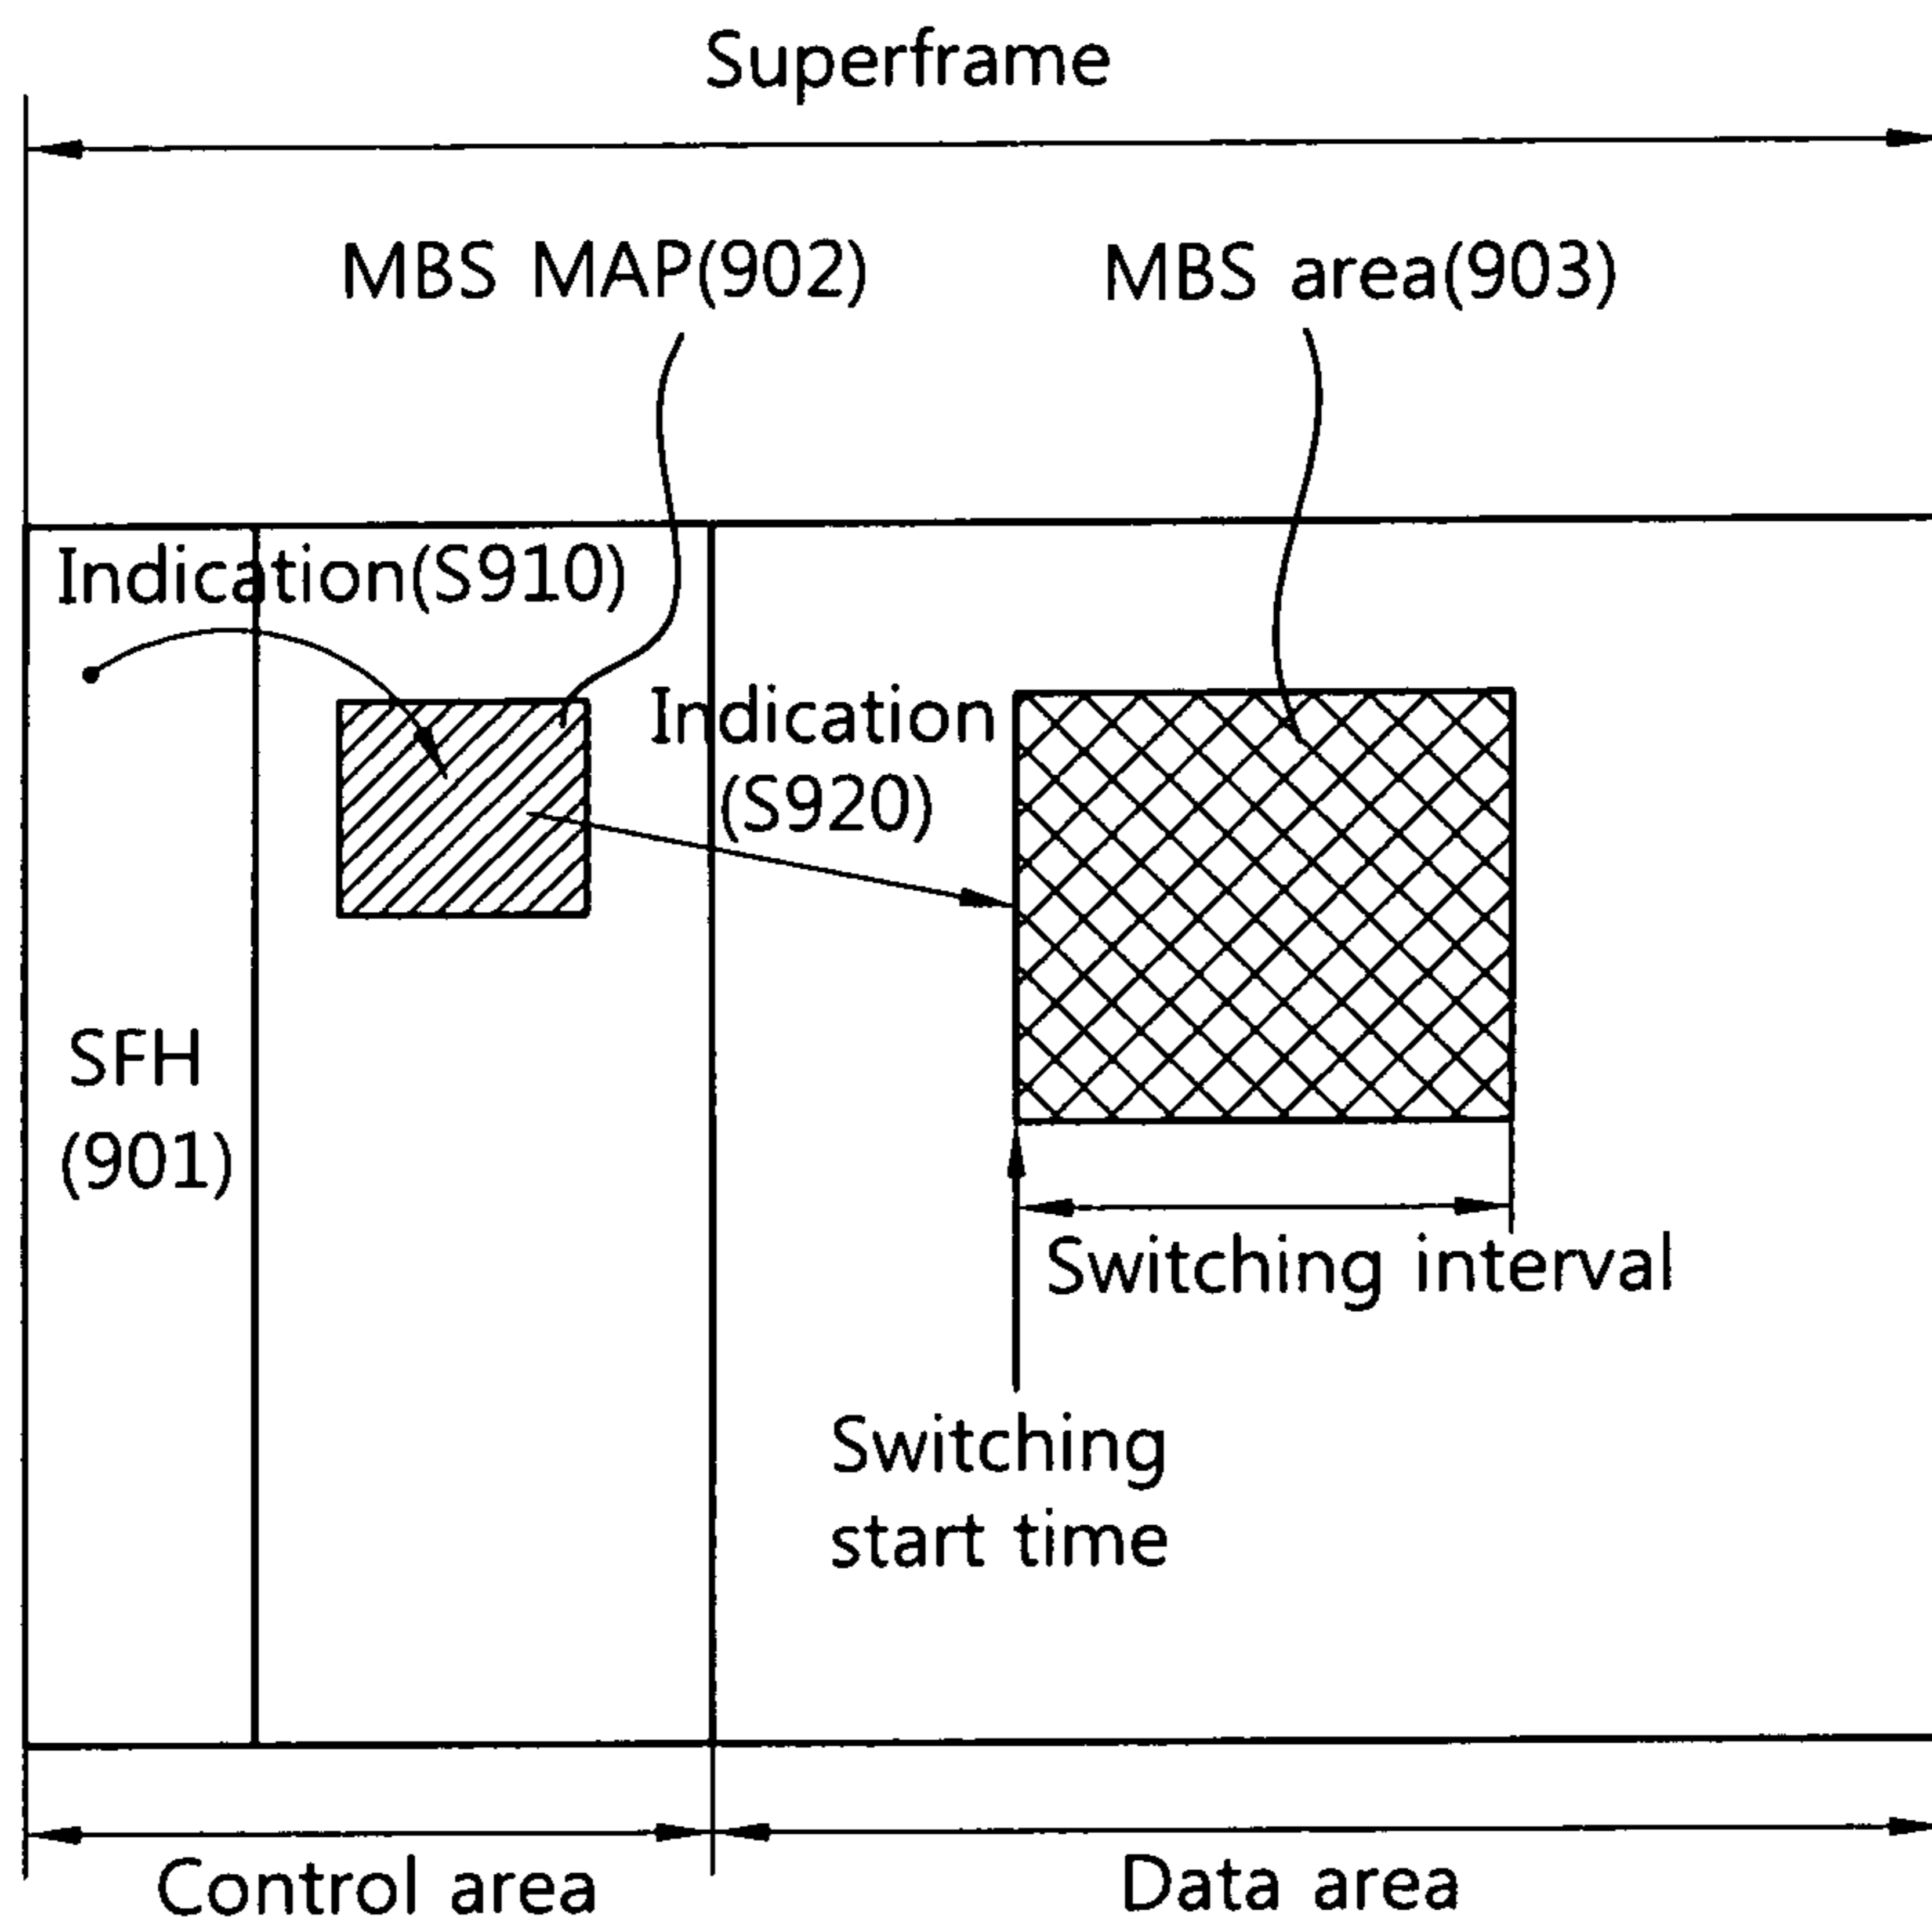 Superframe
MBS MAP(902)
MBS area(903)
Indication(S910)
Indication
(S920)
SFH
(901)
Switching interval
Switching
start time
Control area
Data area